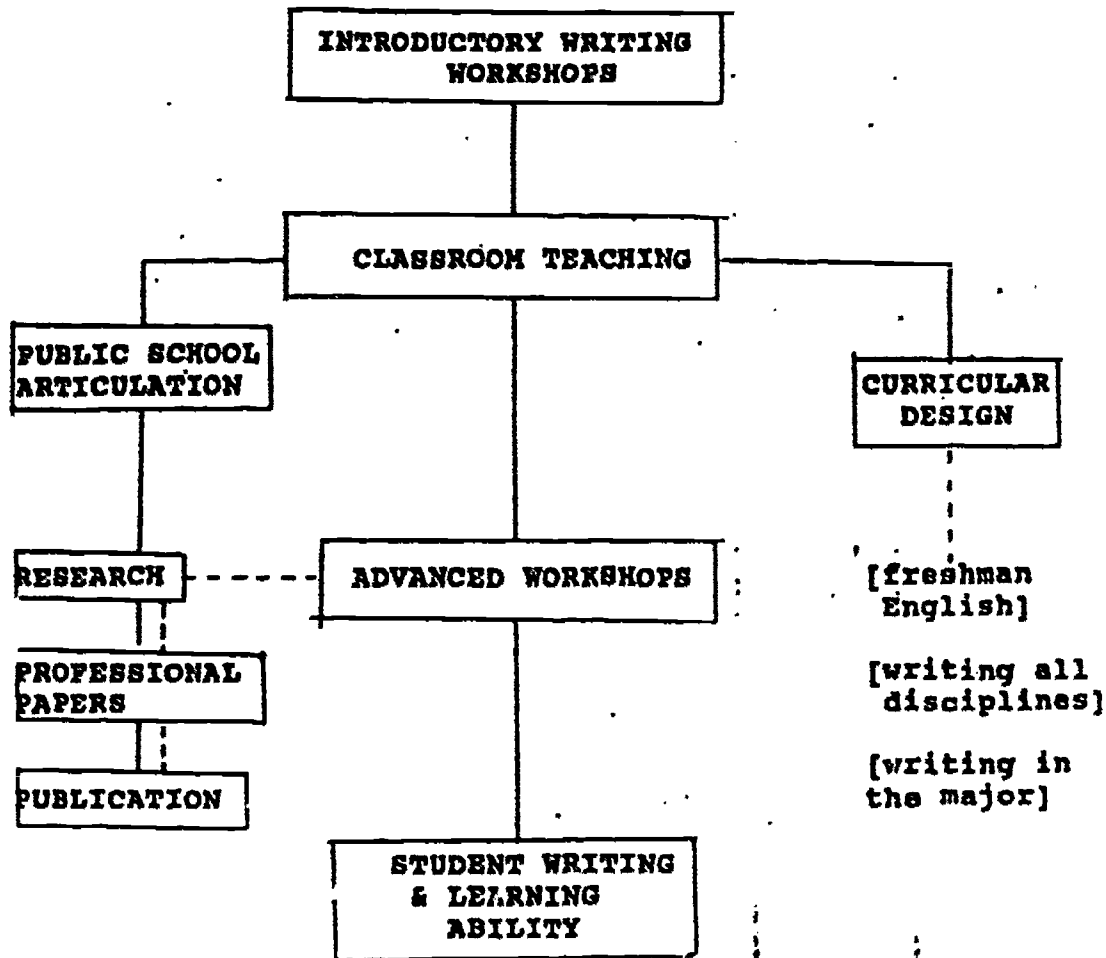 INTRODUCTORY WRITING
WORKSHOPS
CLASSROOM TEACHING
PUBLIC SCHOOL
ARTICULATION
CURRICULAR
DESIGN
RESEARCH
ADVANCED WORKSHOPS
[freshman
English]
PROFESSIONAL
PAPERS
[writing all
disciplines]
PUBLICATION
[writing in
the major]
STUDENT WRITING
& LEARNING
ABILITY